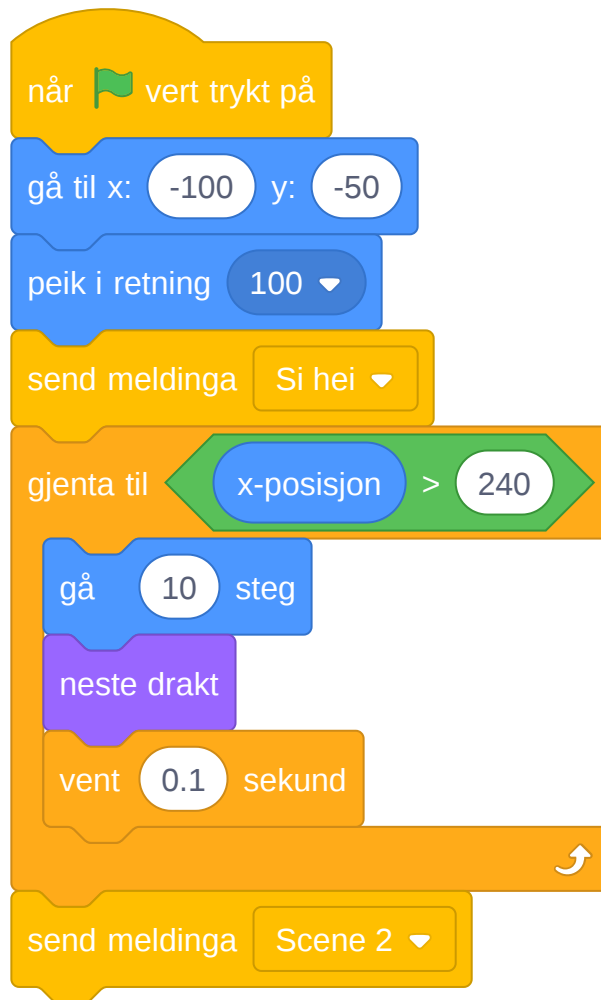 når vert trykt på
gå til x: -100 y: -50
peik i retning 100
send meldinga Si hei
gjenta til x-posisjon > 240
gå 10 steg
neste drakt
vent 0.1 sekund
send meldinga Scene 2